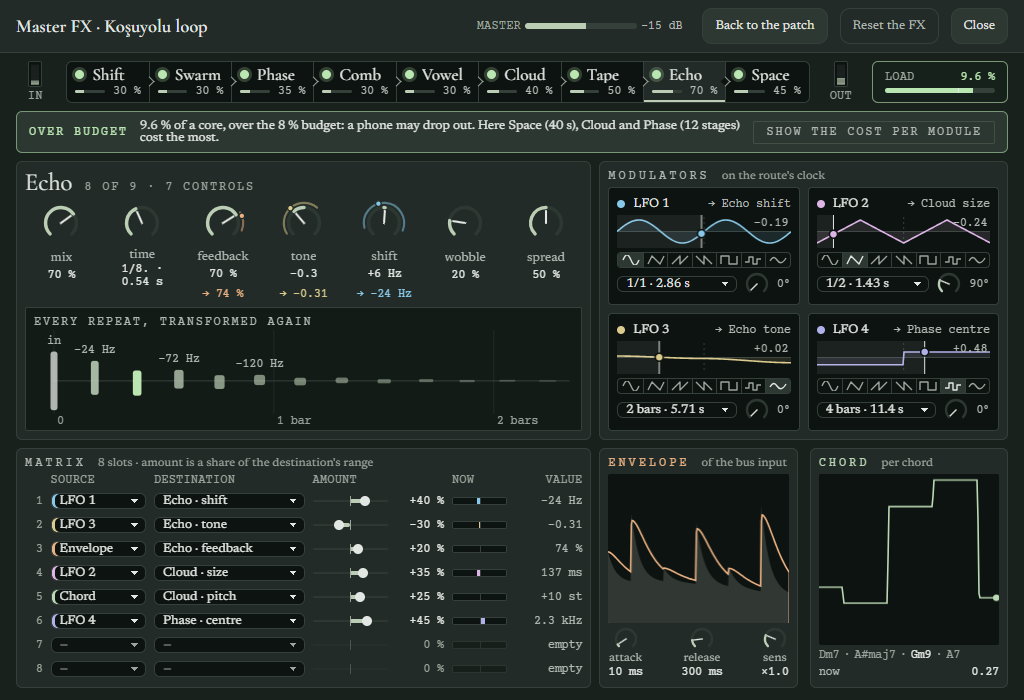 Master FX · Koşuyolu loop
MASTER -15 dB
Back to the patch
Reset the FX
Close
IN
Shift 30 %
Swarm 30 %
Phase 35 %
Comb 30 %
Vowel 30 %
Cloud 40 %
Tape 50 %
Echo 70 %
Space 45 %
OUT
LOAD 9.6 %
OVER BUDGET
9.6 % of a core, over the 8 % budget: a phone may drop out. Here Space (40 s), Cloud and Phase (12 stages)
cost the most.
SHOW THE COST PER MODULE
Echo 8 OF 9 · 7 CONTROLS
mix
70 %
time
1/8. ·
0.54 s
feedback
70 %
→ 74 %
tone
-0.3
→ -0.31
shift
+6 Hz
→ -24 Hz
wobble
20 %
spread
50 %
EVERY REPEAT, TRANSFORMED AGAIN
in
-24 Hz
-72 Hz
-120 Hz
0
1 bar
2 bars
MODULATORS on the route's clock
LFO 1 → Echo shift
-0.19
1/1 · 2.86 s
0°
LFO 2 → Cloud size
-0.24
1/2 · 1.43 s
90°
LFO 3 → Echo tone
+0.02
2 bars · 5.71 s
0°
LFO 4 → Phase centre
+0.48
4 bars · 11.4 s
0°
MATRIX 8 slots · amount is a share of the destination's range
SOURCE DESTINATION AMOUNT NOW VALUE
1 LFO 1 Echo · shift +40 % -24 Hz
2 LFO 3 Echo · tone -30 % -0.31
3 Envelope Echo · feedback +20 % 74 %
4 LFO 2 Cloud · size +35 % 137 ms
5 Chord Cloud · pitch +25 % +10 st
6 LFO 4 Phase · centre +45 % 2.3 kHz
7 – – 0 % empty
8 – – 0 % empty
ENVELOPE of the bus input
attack
10 ms
release
300 ms
sens
×1.0
CHORD per chord
Dm7 · A#maj7 · Gm9 · A7
now 0.27